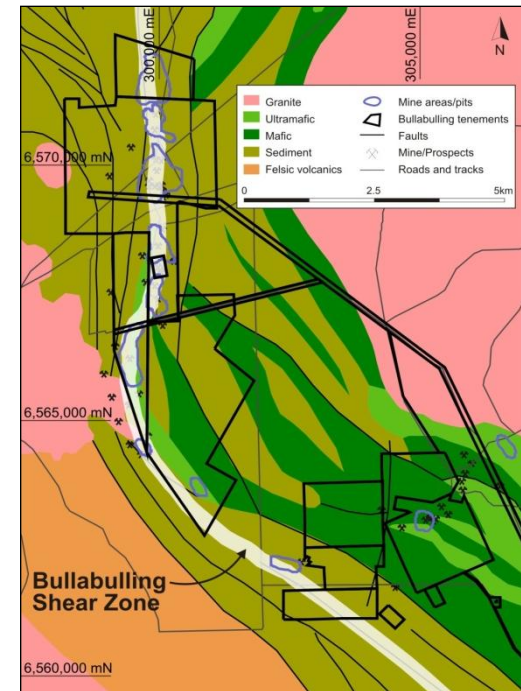 300,000 mE
305,000 mE
N
Granite
Ultramafic
Mafic
Sediment
Felsic volcanics
Mine areas/pits
Bullabulling tenements
Faults
Mine/Prospects
Roads and tracks
0 2.5 5km
6,570,000 mN
6,565,000 mN
Bullabulling
Shear Zone
6,560,000 mN